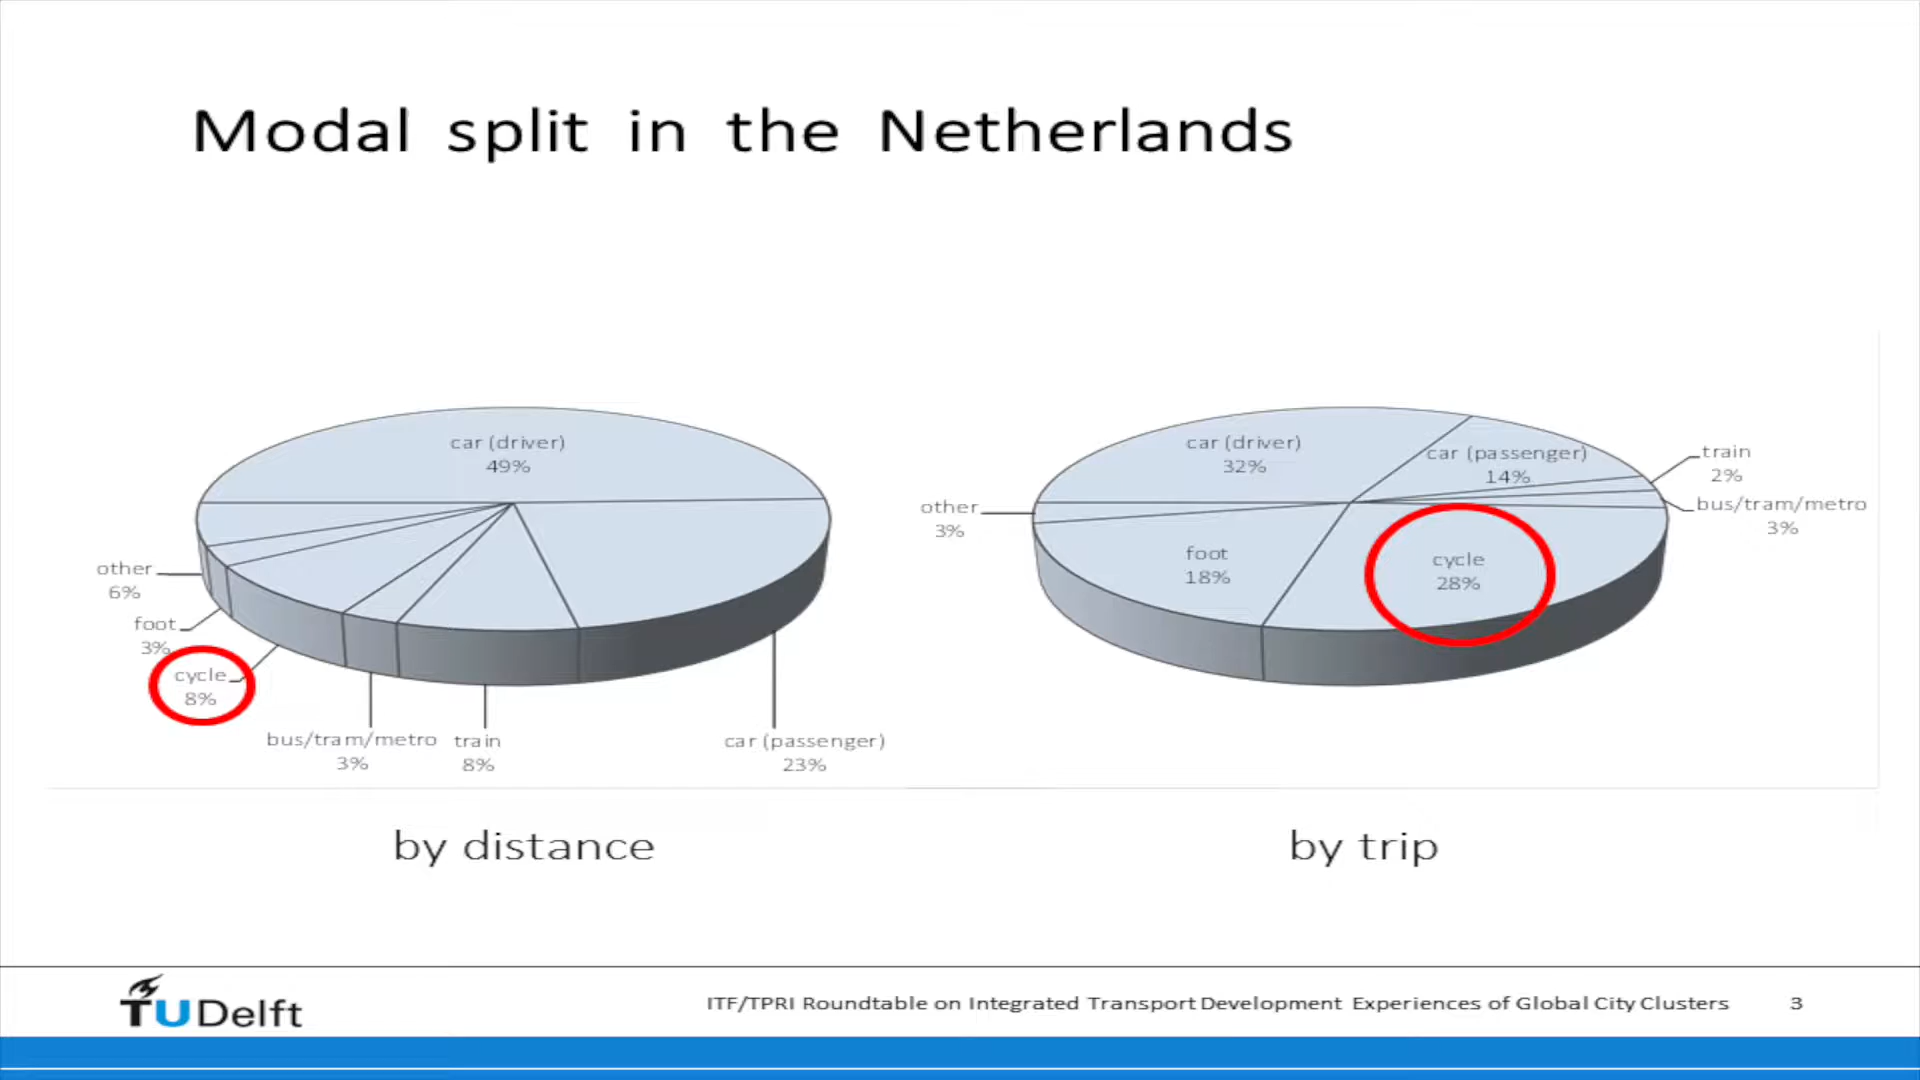 Modal split in the Netherlands
car (driver)
49%
other
6%
foot
3%
cycle
8%
bus/tram/metro
3%
train
8%
car (passenger)
23%
by distance
car (driver)
32%
car (passenger)
14%
train
2%
bus/tram/metro
3%
other
3%
foot
18%
cycle
28%
by trip
TU Delft
ITF/TPRI Roundtable on Integrated Transport Development Experiences of Global City Clusters
3